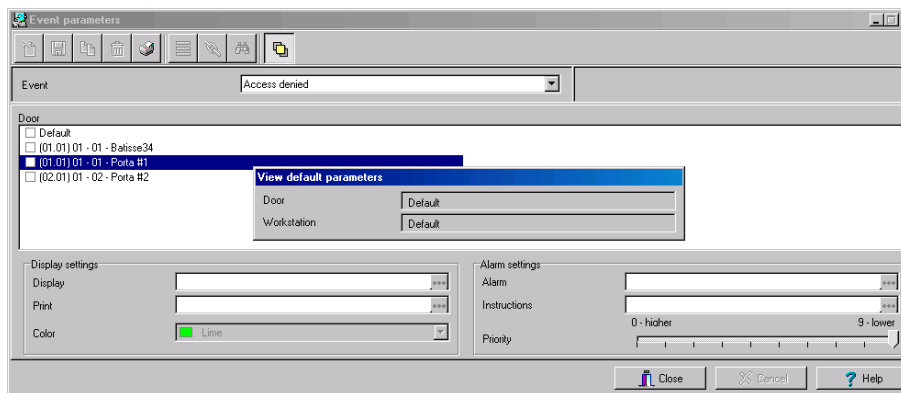 Event parameters
Event Access denied
Door
Default
(01.01) 01 - 01 - Batisse34
(01.01) 01 - 01 - Porta #1
(02.01) 01 - 02 - Porta #2
View default parameters
Door Default
Workstation Default
Display settings
Display
Print
Color Lime
Alarm settings
Alarm
Instructions
0 - higher 9 - lower
Priority
Close Cancel Help